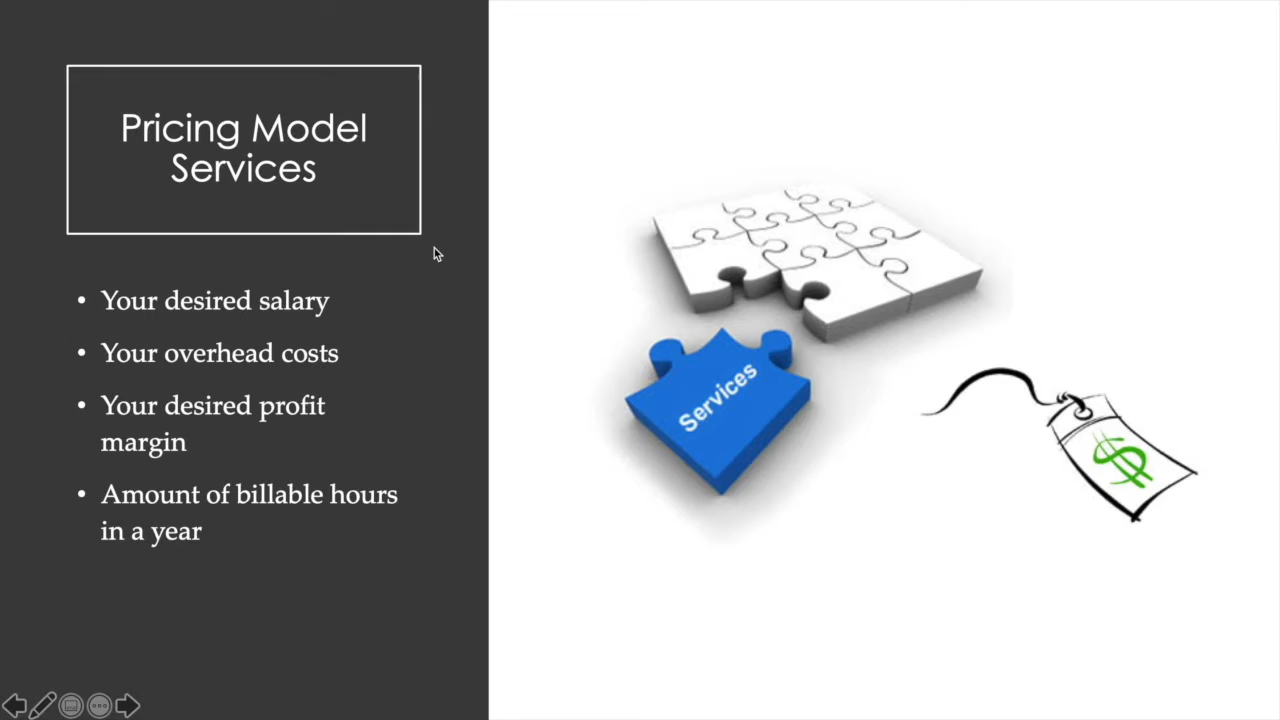 Pricing Model
Services
• Your desired salary
• Your overhead costs
• Your desired profit
margin
• Amount of billable hours
in a year
Services
$